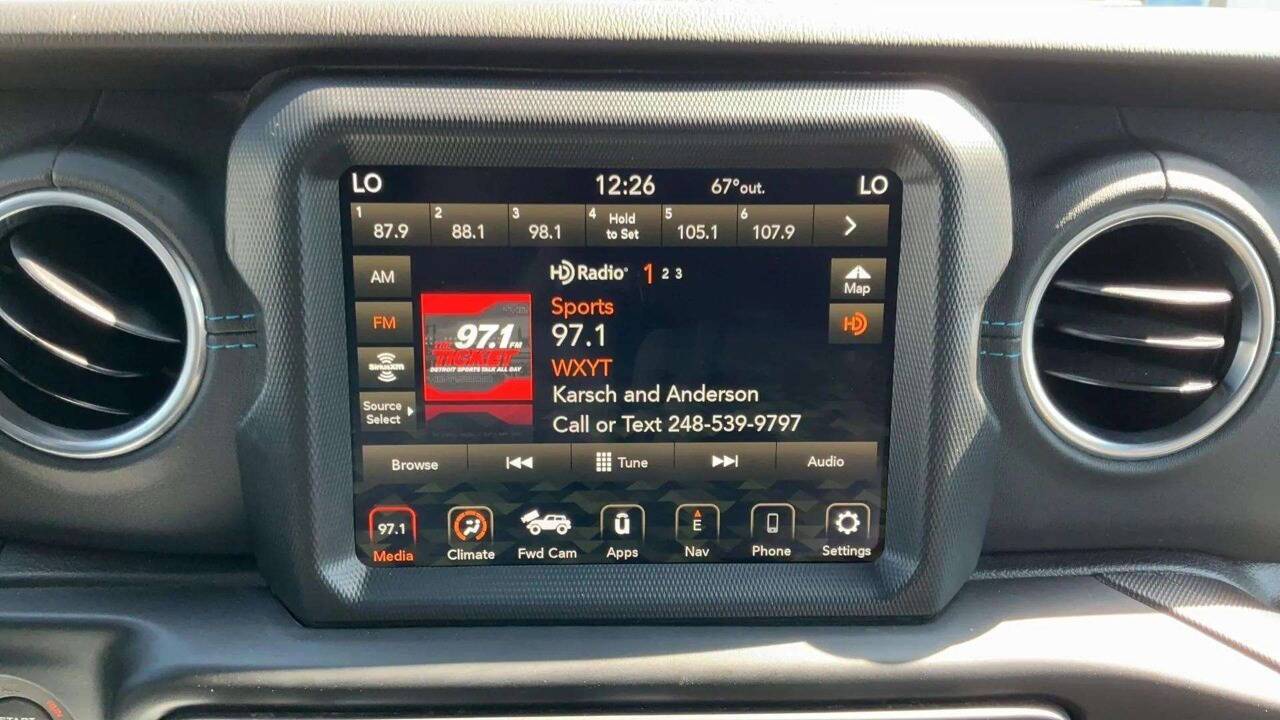 LO 12:26 67°out. LO
1 2 3 4 Hold 5 6
87.9 88.1 98.1 to Set 105.1 107.9
AM
FM
SiriusXM
Source
Select
HD Radio 1 2 3
Sports
97.1
WXYT
Karsch and Anderson
Call or Text 248-539-9797
97.1 FM
THE TICKET
DETROIT SPORTS TALK ALL DAY
Map
HD
Browse Tune Audio
97.1 U E
Media Climate Fwd Cam Apps Nav Phone Settings
START